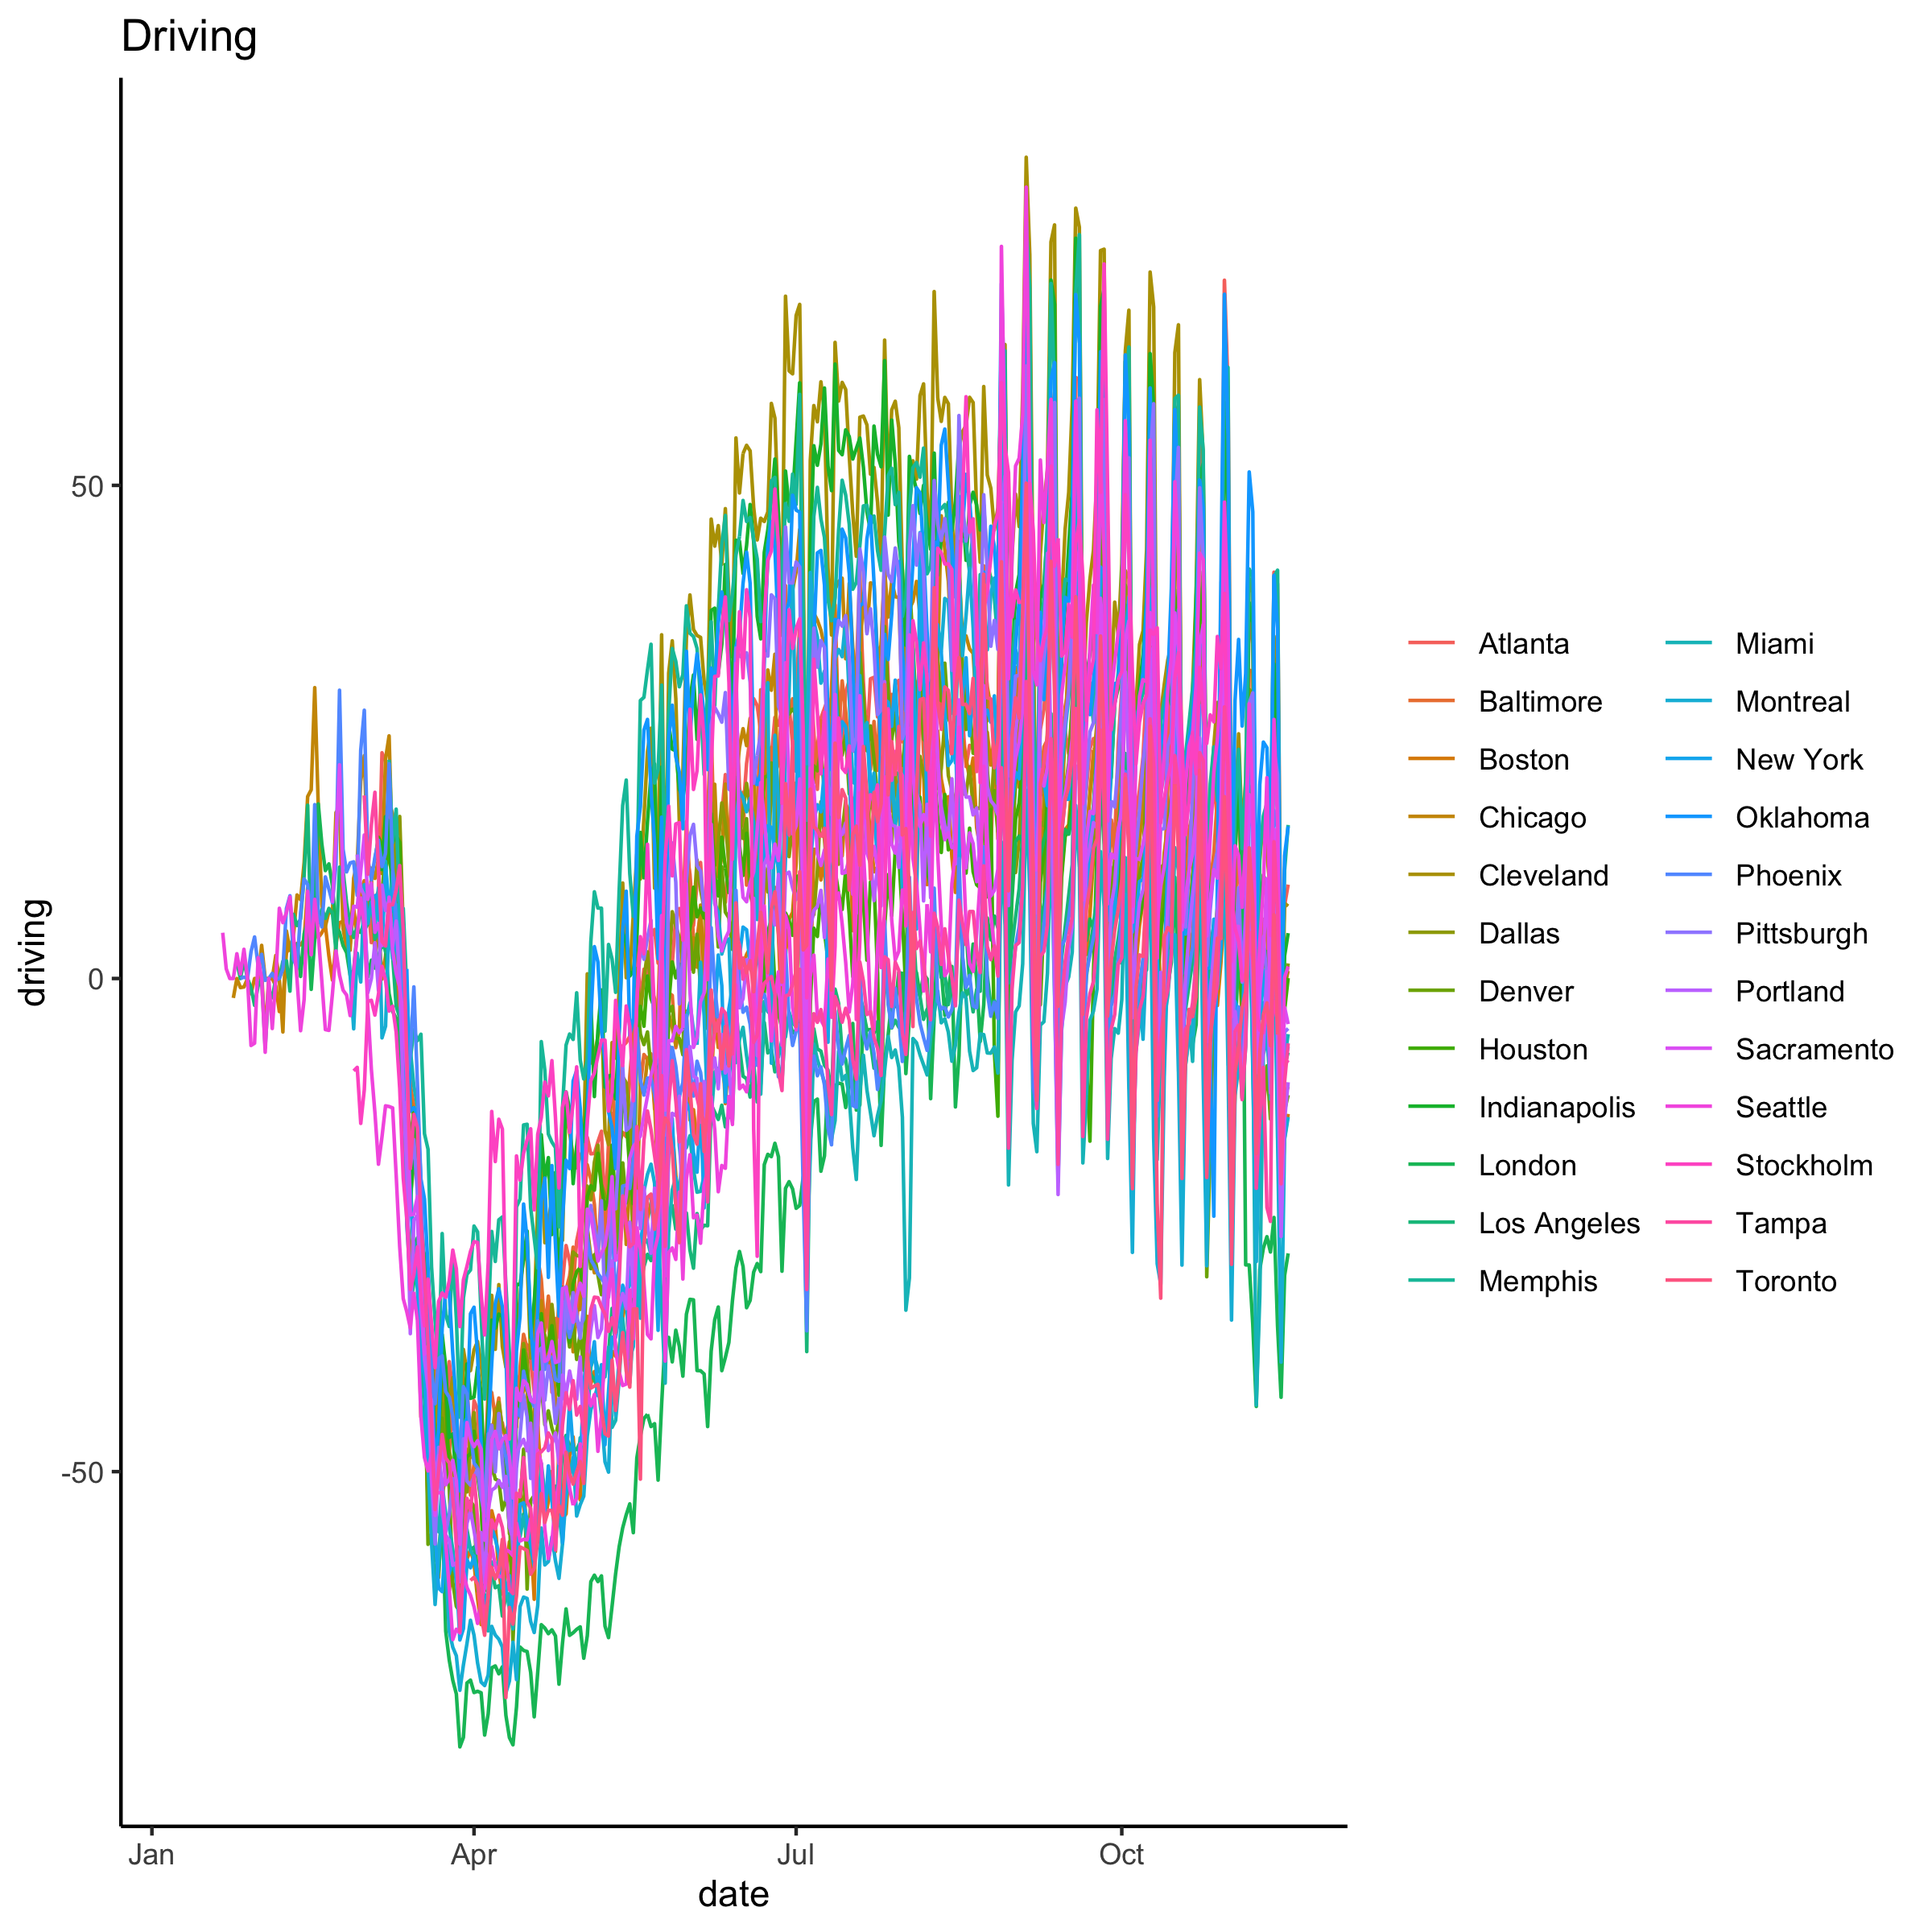 Driving
driving
50
0
-50
Jan
Apr
Jul
Oct
date
Atlanta
Baltimore
Boston
Chicago
Cleveland
Dallas
Denver
Houston
Indianapolis
London
Los Angeles
Memphis
Miami
Montreal
New York
Oklahoma
Phoenix
Pittsburgh
Portland
Sacramento
Seattle
Stockholm
Tampa
Toronto